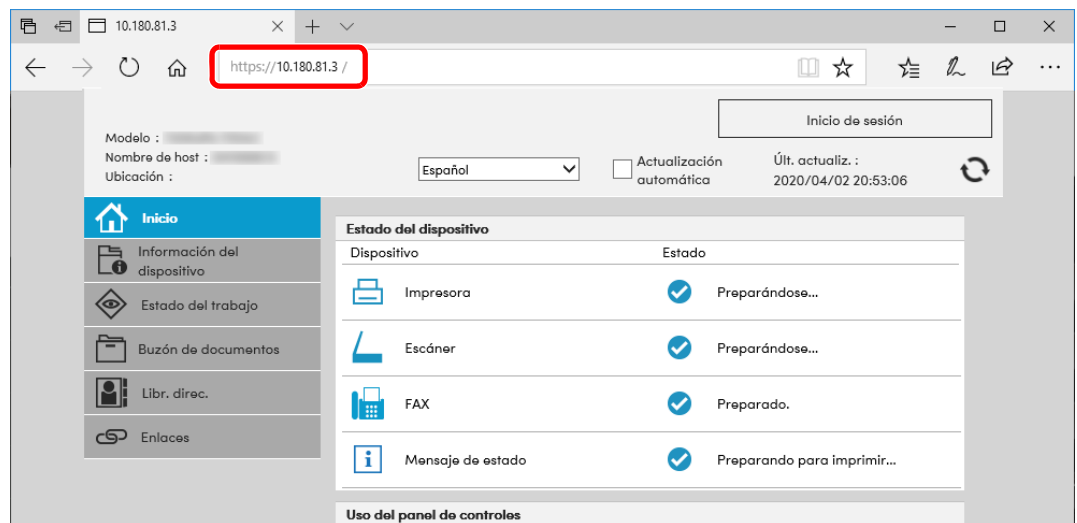 10.180.81.3
https://10.180.81.3 /
Inicio de sesión
Modelo :
Nombre de host :
Ubicación :
Español
Actualización
automática
Últ. actualiz. :
2020/04/02 20:53:06
Inicio
Información del
dispositivo
Estado del trabajo
Buzón de documentos
Libr. direc.
Enlaces
Estado del dispositivo
Dispositivo Estado
Impresora Preparándose...
Escáner Preparándose...
FAX Preparado.
Mensaje de estado Preparando para imprimir...
Uso del panel de controles